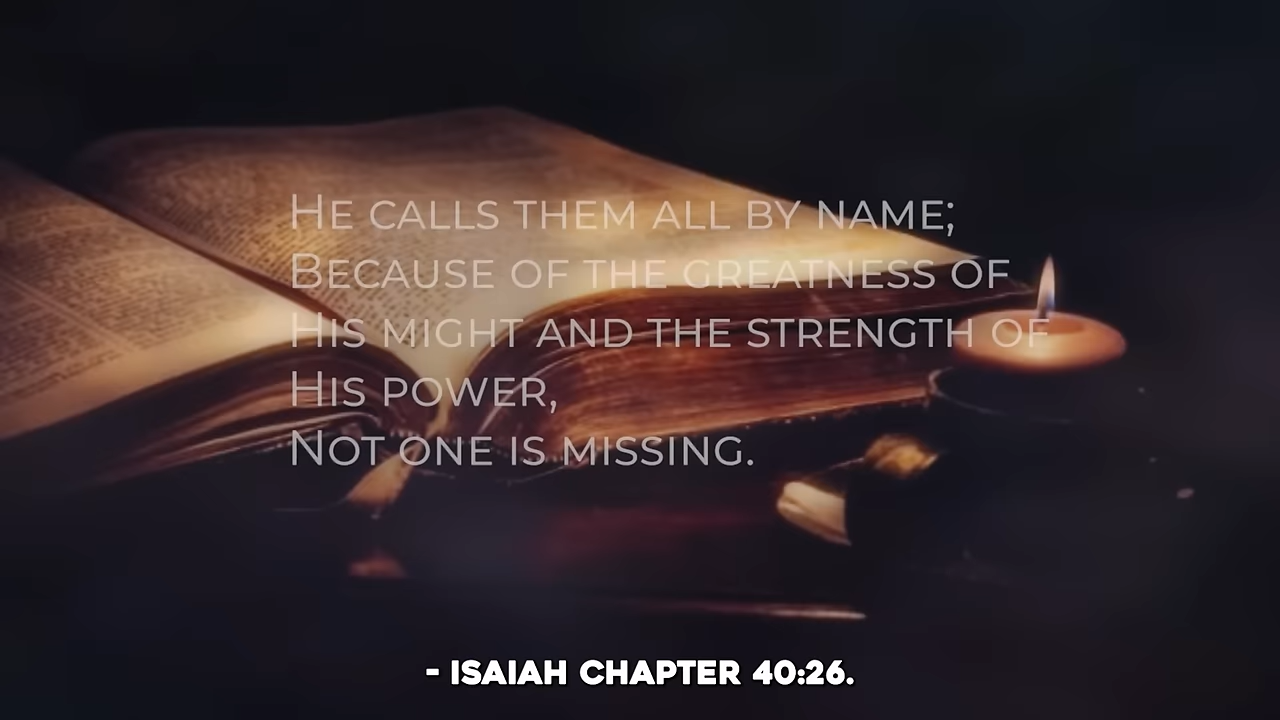 He calls them all by name;
Because of the greatness of
His might and the strength of
His power,
Not one is missing.
- ISAIAH CHAPTER 40:26.